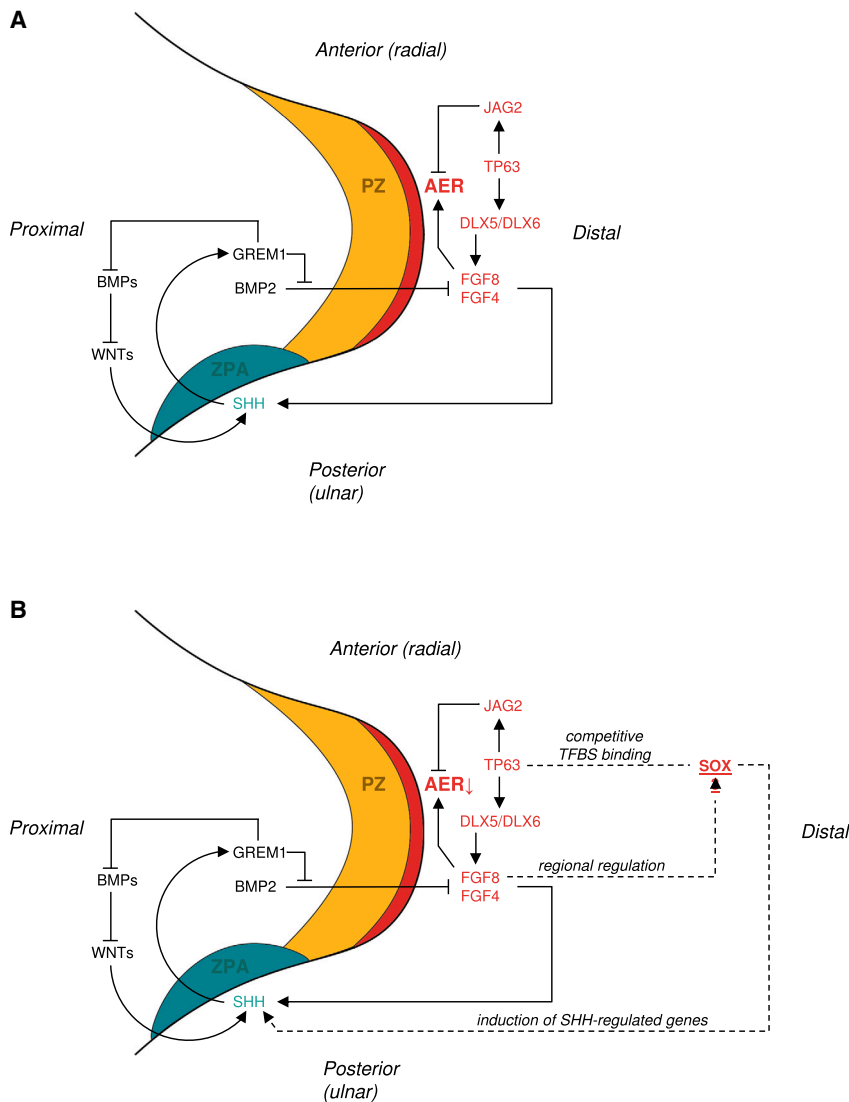 A
Anterior (radial)
JAG2
TP63
PZ
AER
DLX5/DLX6
Proximal
Distal
GREM1
FGF8
BMPs
BMP2
FGF4
WNTs
ZPA
SHH
Posterior
(ulnar)
B
Anterior (radial)
JAG2
competitive
TFBS binding
TP63
SOX
PZ
AER↓
DLX5/DLX6
Proximal
Distal
GREM1
regional regulation
FGF8
BMPs
BMP2
FGF4
WNTs
ZPA
SHH
induction of SHH-regulated genes
Posterior
(ulnar)